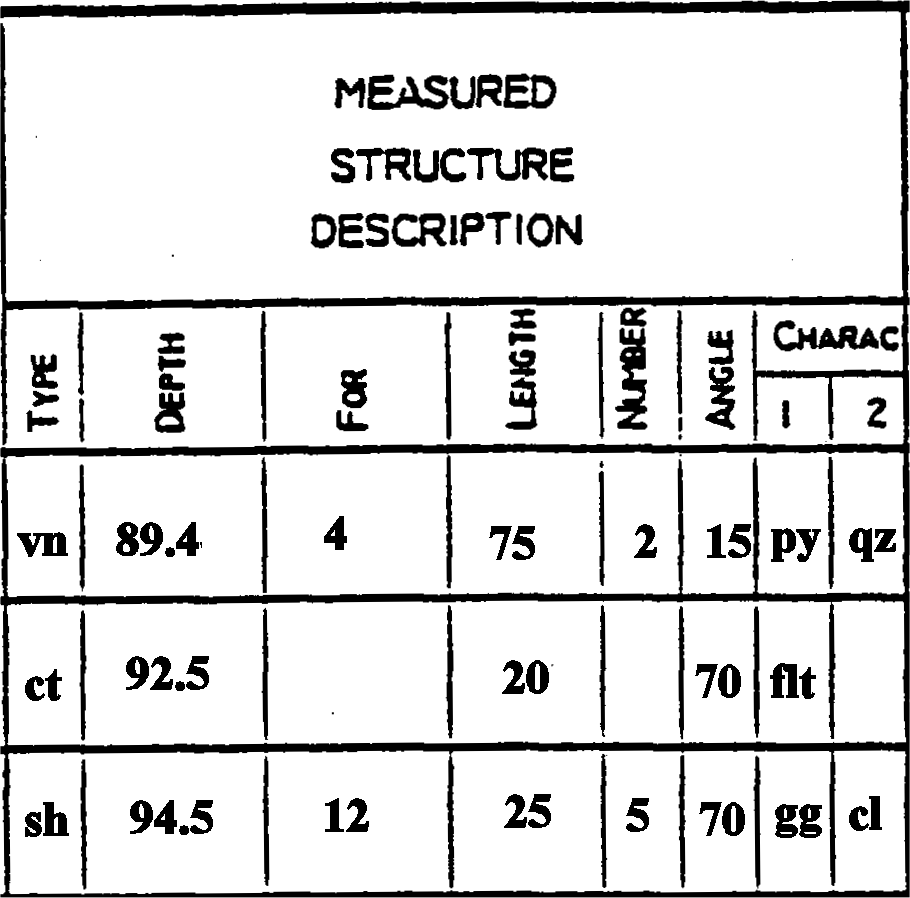 MEASURED
STRUCTURE
DESCRIPTION
TYPE DEPTH FOR LENGTH NUMBER ANGLE CHARAC
1 2
vn 89.4 4 75 2 15 py qz
ct 92.5 20 70 flt
sh 94.5 12 25 5 70 gg cl